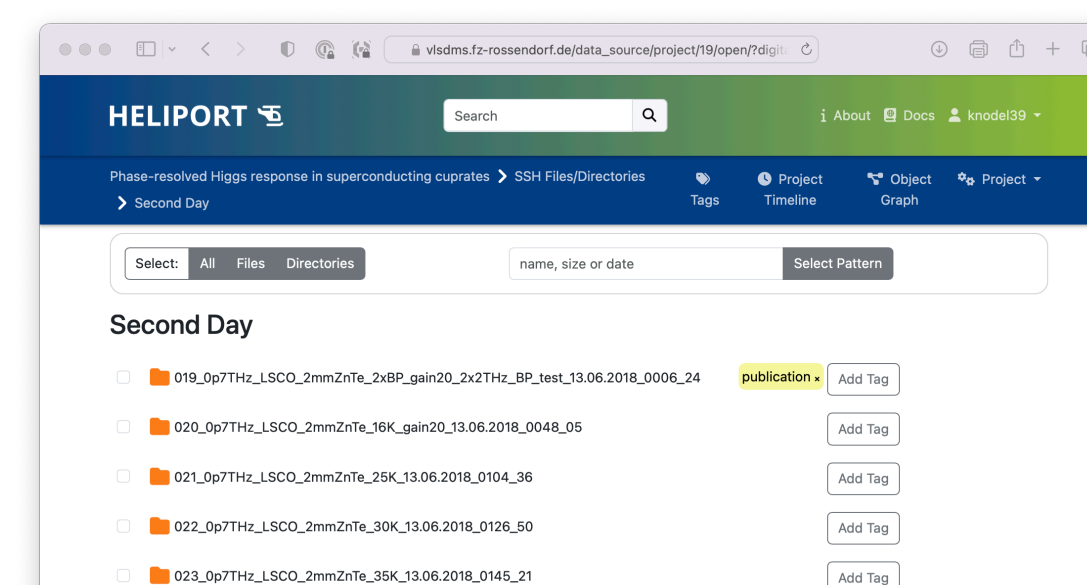 vlsdms.fz-rossendorf.de/data_source/project/19/open/?digit
HELIPORT
Search
About
Docs
knodel39
Phase-resolved Higgs response in superconducting cuprates
SSH Files/Directories
Second Day
Tags
Project Timeline
Object Graph
Project
Select: All Files Directories
name, size or date
Select Pattern
Second Day
019_0p7THz_LSCO_2mmZnTe_2xBP_gain20_2x2THz_BP_test_13.06.2018_0006_24 publication × Add Tag
020_0p7THz_LSCO_2mmZnTe_16K_gain20_13.06.2018_0048_05 Add Tag
021_0p7THz_LSCO_2mmZnTe_25K_13.06.2018_0104_36 Add Tag
022_0p7THz_LSCO_2mmZnTe_30K_13.06.2018_0126_50 Add Tag
023_0p7THz_LSCO_2mmZnTe_35K_13.06.2018_0145_21 Add Tag